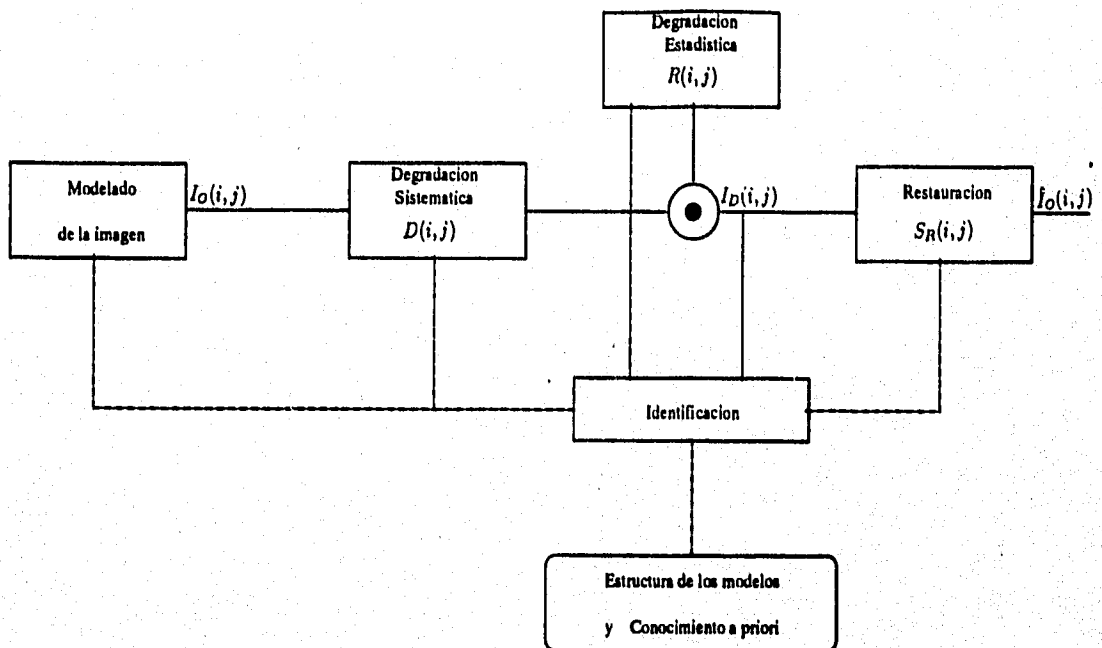 Degradacion
Estadistica
R(i, j)
Modelado
de la imagen
I_O(i, j)
Degradacion
Sistematica
D(i, j)
I_D(i, j)
Restauracion
S_R(i, j)
Î_O(i, j)
Identificacion
Estructura de los modelos
y Conocimiento a priori